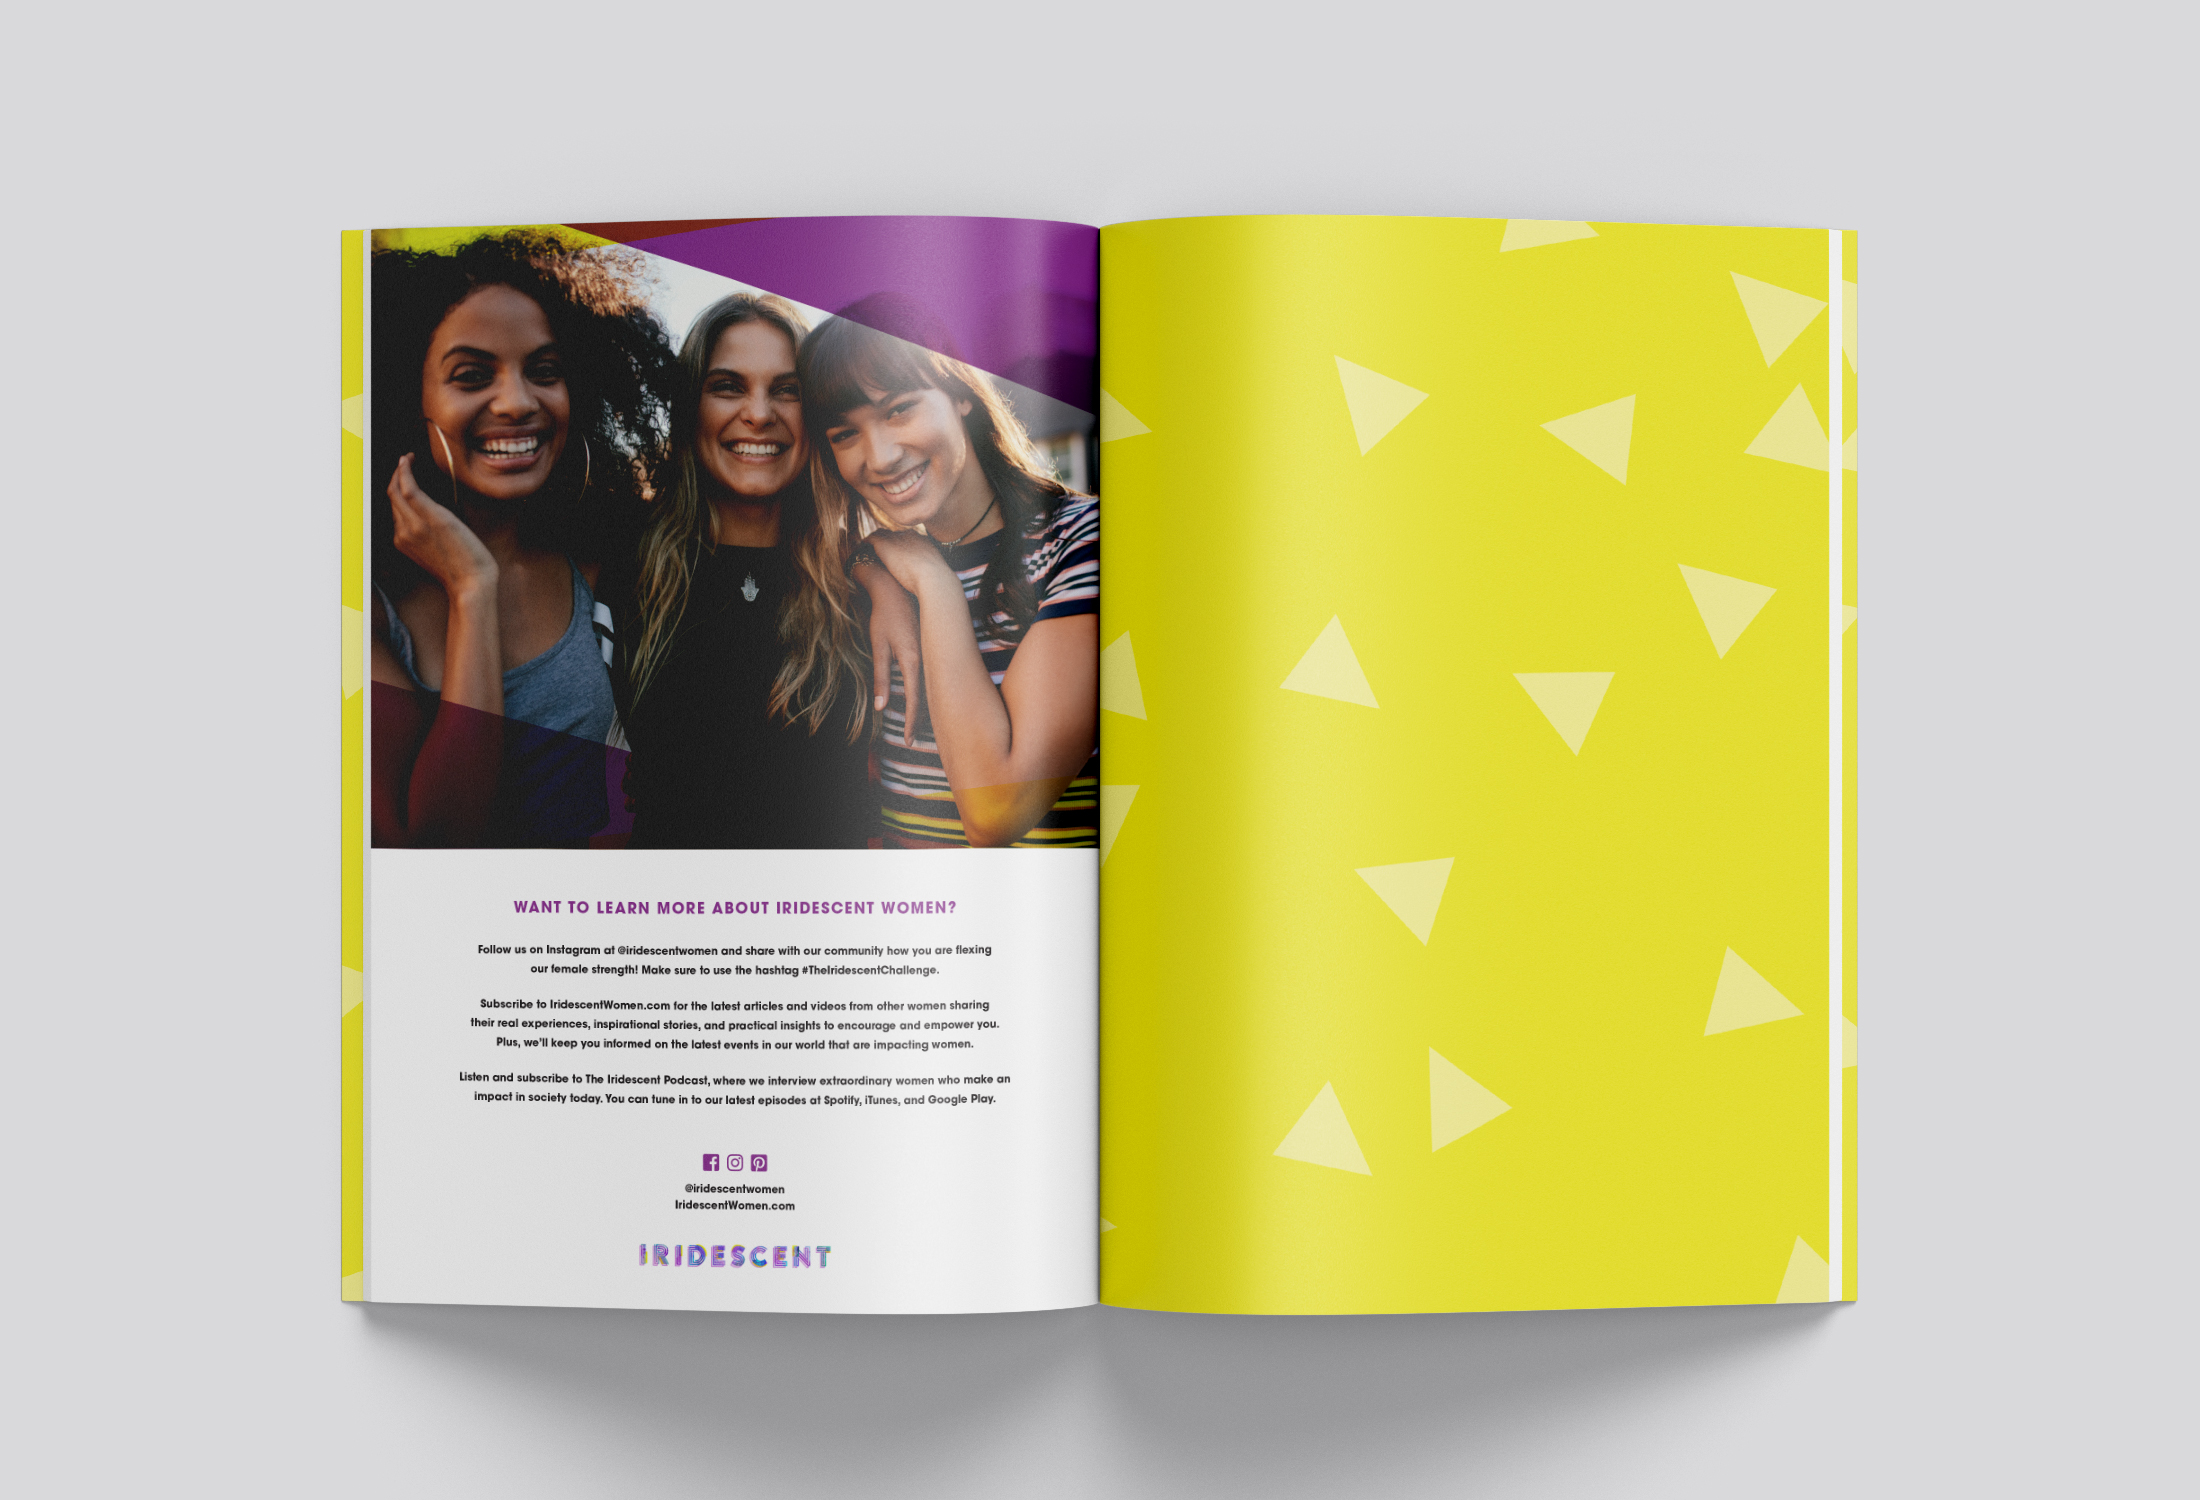 WANT TO LEARN MORE ABOUT IRIDESCENT WOMEN?
Follow us on Instagram at @iridescentwomen and share with our community how you are flexing
our female strength! Make sure to use the hashtag #TheIridescentChallenge.
Subscribe to IridescentWomen.com for the latest articles and videos from other women sharing
their real experiences, inspirational stories, and practical insights to encourage and empower you.
Plus, we'll keep you informed on the latest events in our world that are impacting women.
Listen and subscribe to The Iridescent Podcast, where we interview extraordinary women who make an
impact in society today. You can tune in to our latest episodes at Spotify, iTunes, and Google Play.
@iridescentwomen
IridescentWomen.com
IRIDESCENT